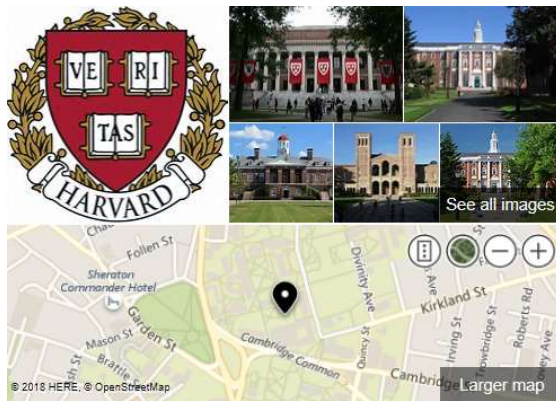 VE RI
TAS
HARVARD
See all images
Follen St
Sheraton
Commander Hotel
Divinity Ave
Kirkland St
Garden St
Mason St
Cambridge Common
Quincy St
Irving St
Trowbridge St
Roberts Rd
© 2018 HERE, © OpenStreetMap
Larger map